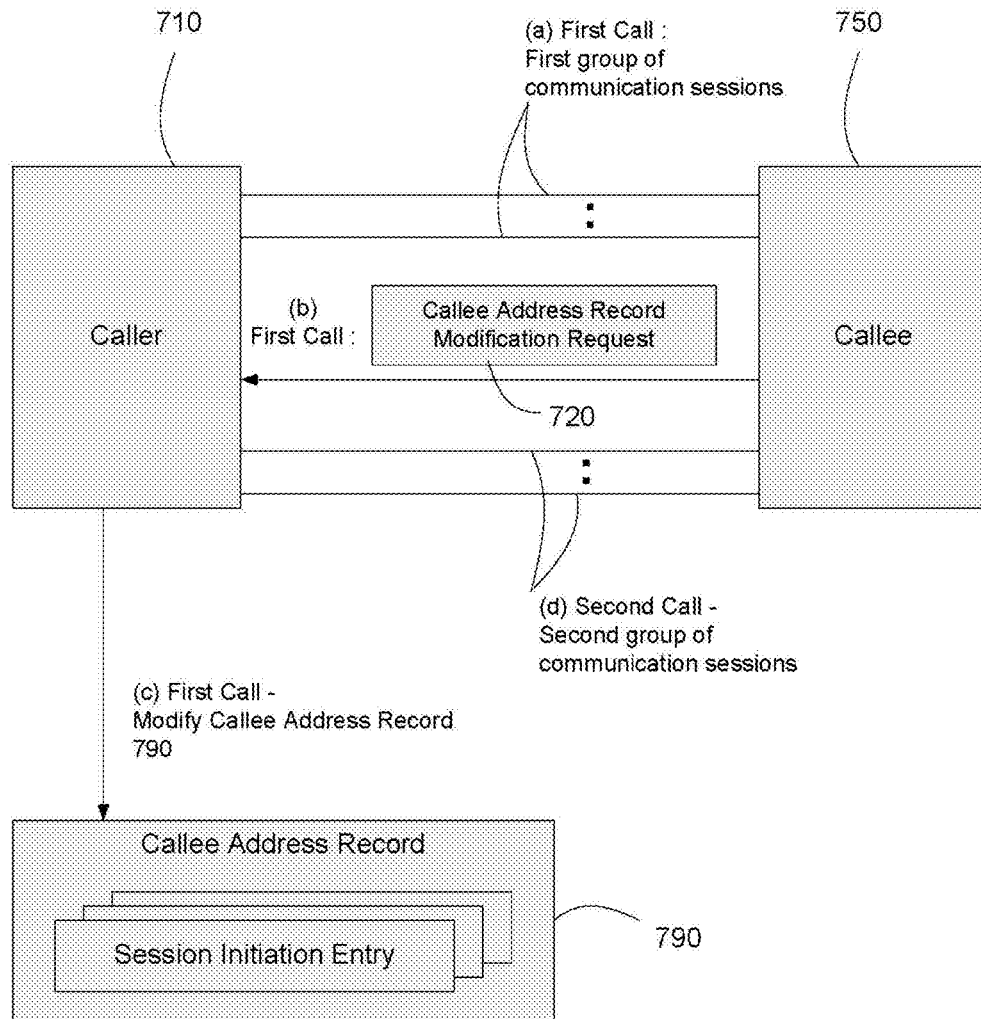 710
(a) First Call :
First group of
communication sessions
750
Caller
(b)
First Call :
Callee Address Record
Modification Request
Callee
720
(d) Second Call -
Second group of
communication sessions
(c) First Call -
Modify Callee Address Record
790
Callee Address Record
Session Initiation Entry
790